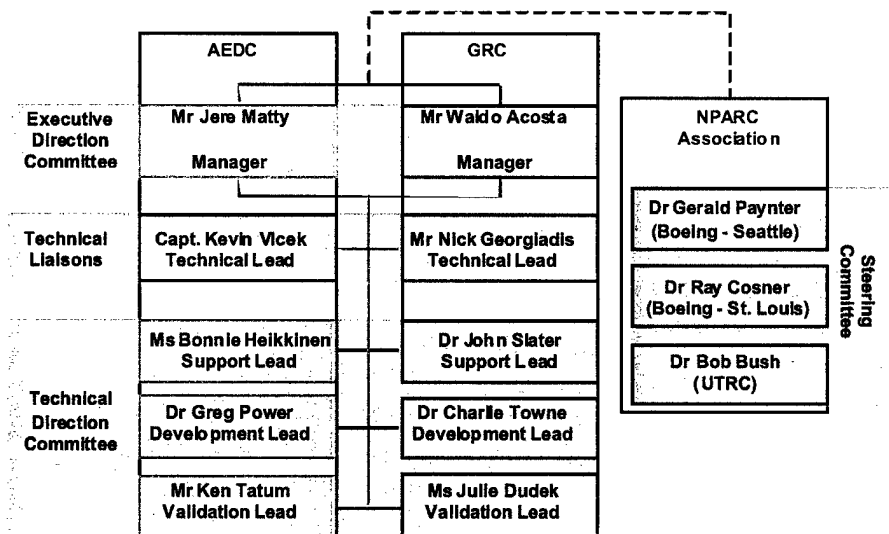 AEDC
GRC
Executive
Direction
Committee
Mr Jere Matty
Manager
Mr Waldo Acosta
Manager
NPARC
Association
Technical
Liaisons
Capt. Kevin Vlcek
Technical Lead
Mr Nick Georgiadis
Technical Lead
Dr Gerald Paynter
(Boeing - Seattle)
Dr Ray Cosner
(Boeing - St. Louis)
Dr Bob Bush
(UTRC)
Steering
Committee
Technical
Direction
Committee
Ms Bonnie Heikkinen
Support Lead
Dr John Slater
Support Lead
Dr Greg Power
Development Lead
Dr Charlie Towne
Development Lead
Mr Ken Tatum
Validation Lead
Ms Julie Dudek
Validation Lead